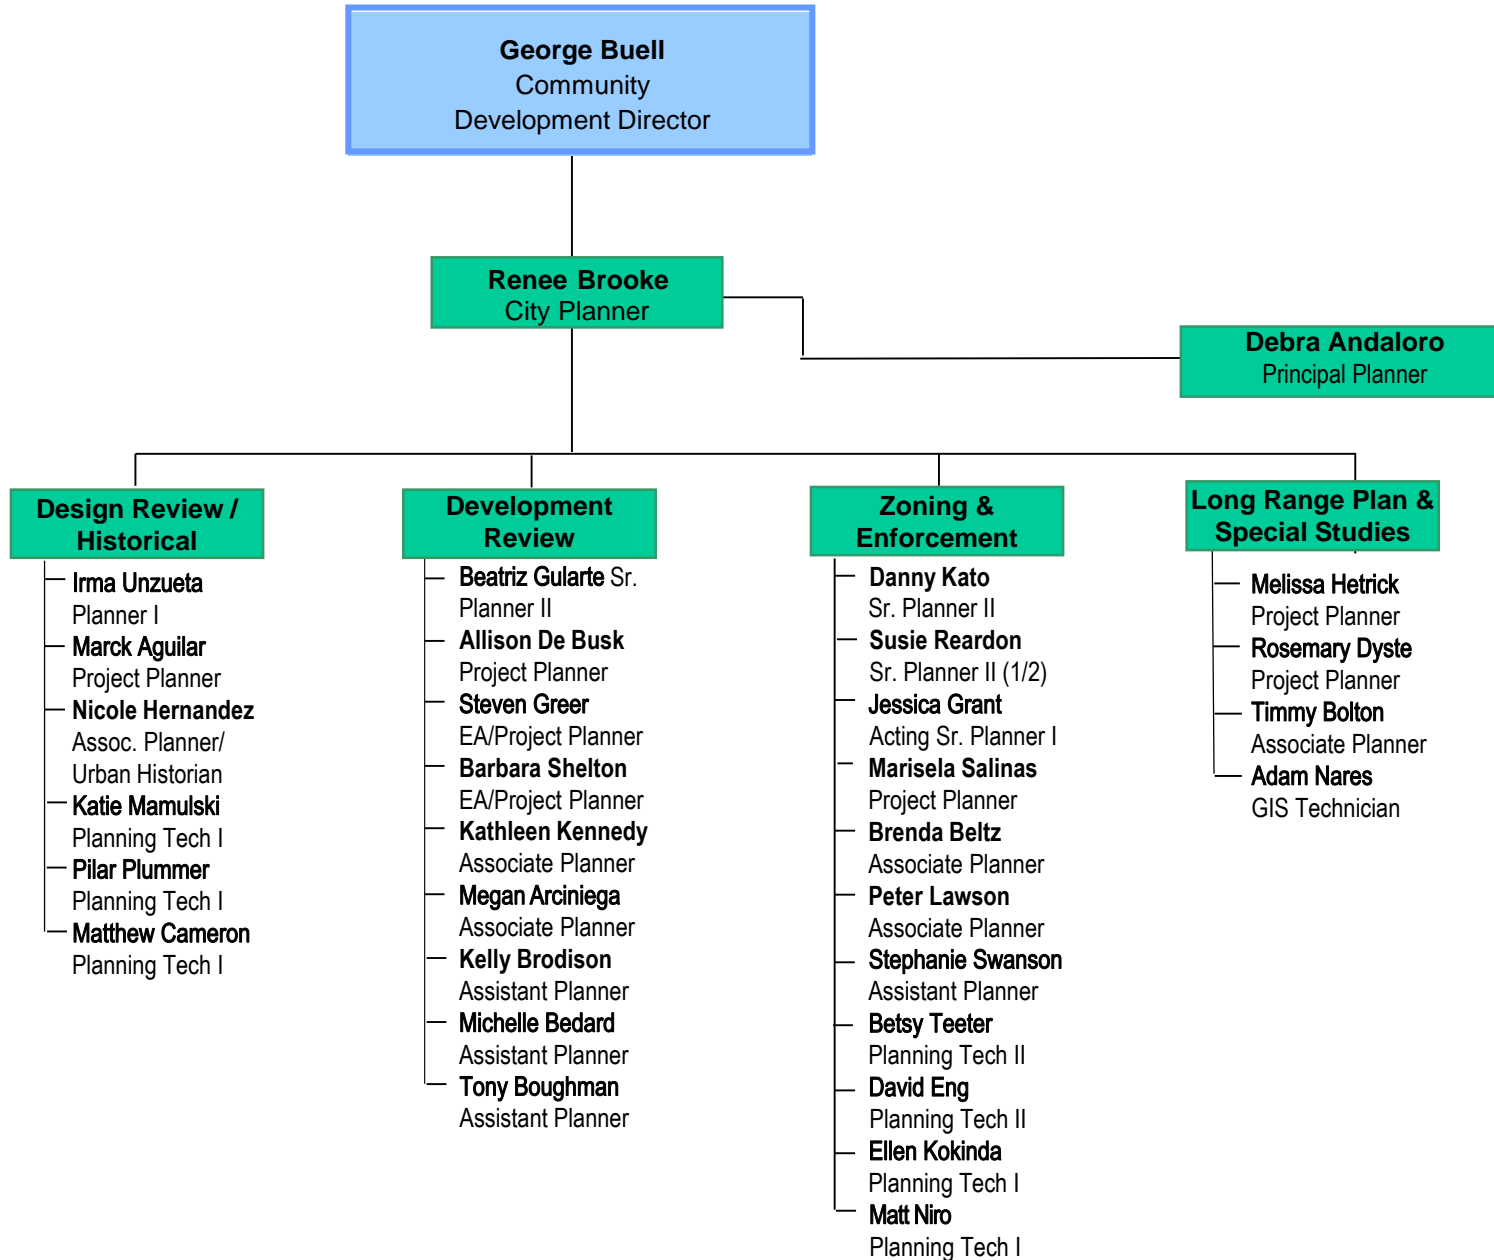 George Buell
Community
Development Director
Renee Brooke
City Planner
Debra Andaloro
Principal Planner
Design Review /
Historical
Irma Unzueta
Planner I
Marck Aguilar
Project Planner
Nicole Hernandez
Assoc. Planner/
Urban Historian
Katie Mamulski
Planning Tech I
Pilar Plummer
Planning Tech I
Matthew Cameron
Planning Tech I
Development
Review
Beatriz Gularte Sr.
Planner II
Allison De Busk
Project Planner
Steven Greer
EA/Project Planner
Barbara Shelton
EA/Project Planner
Kathleen Kennedy
Associate Planner
Megan Arciniega
Associate Planner
Kelly Brodison
Assistant Planner
Michelle Bedard
Assistant Planner
Tony Boughman
Assistant Planner
Zoning &
Enforcement
Danny Kato
Sr. Planner II
Susie Reardon
Sr. Planner II (1/2)
Jessica Grant
Acting Sr. Planner I
Marisela Salinas
Project Planner
Brenda Beltz
Associate Planner
Peter Lawson
Associate Planner
Stephanie Swanson
Assistant Planner
Betsy Teeter
Planning Tech II
David Eng
Planning Tech II
Ellen Kokinda
Planning Tech I
Matt Niro
Planning Tech I
Long Range Plan &
Special Studies
Melissa Hetrick
Project Planner
Rosemary Dyste
Project Planner
Timmy Bolton
Associate Planner
Adam Nares
GIS Technician